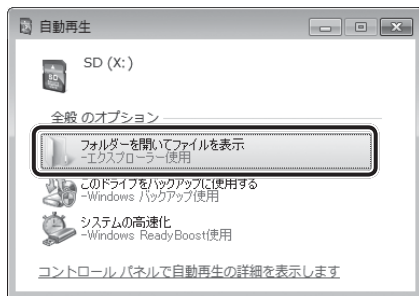 自動再生
SD (X:)
SD
全般 のオプション
フォルダーを開いてファイルを表示
-エクスプローラー使用
このドライブをバックアップに使用する
-Windows バックアップ使用
システムの高速化
-Windows ReadyBoost使用
コントロール パネルで自動再生の詳細を表示します